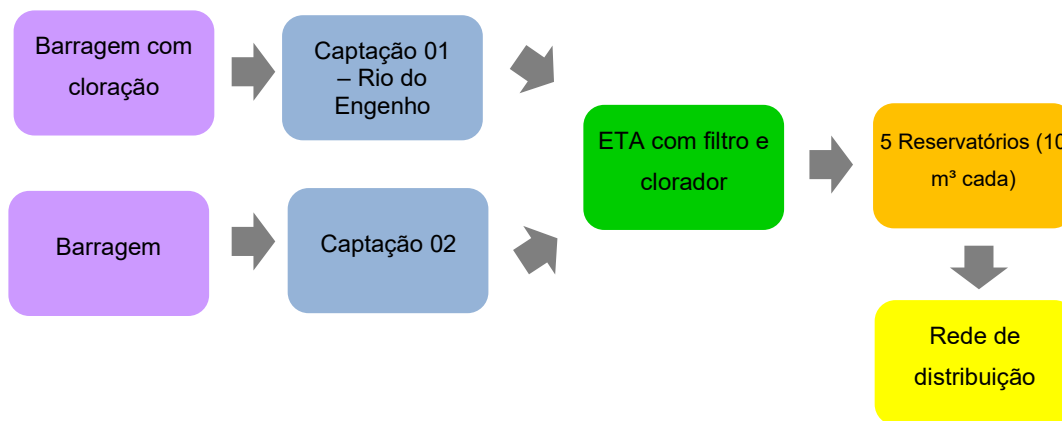 Barragem com
cloração
Captação 01
– Rio do
Engenho
ETA com filtro e
clorador
5 Reservatórios (10
m³ cada)
Barragem
Captação 02
Rede de
distribuição